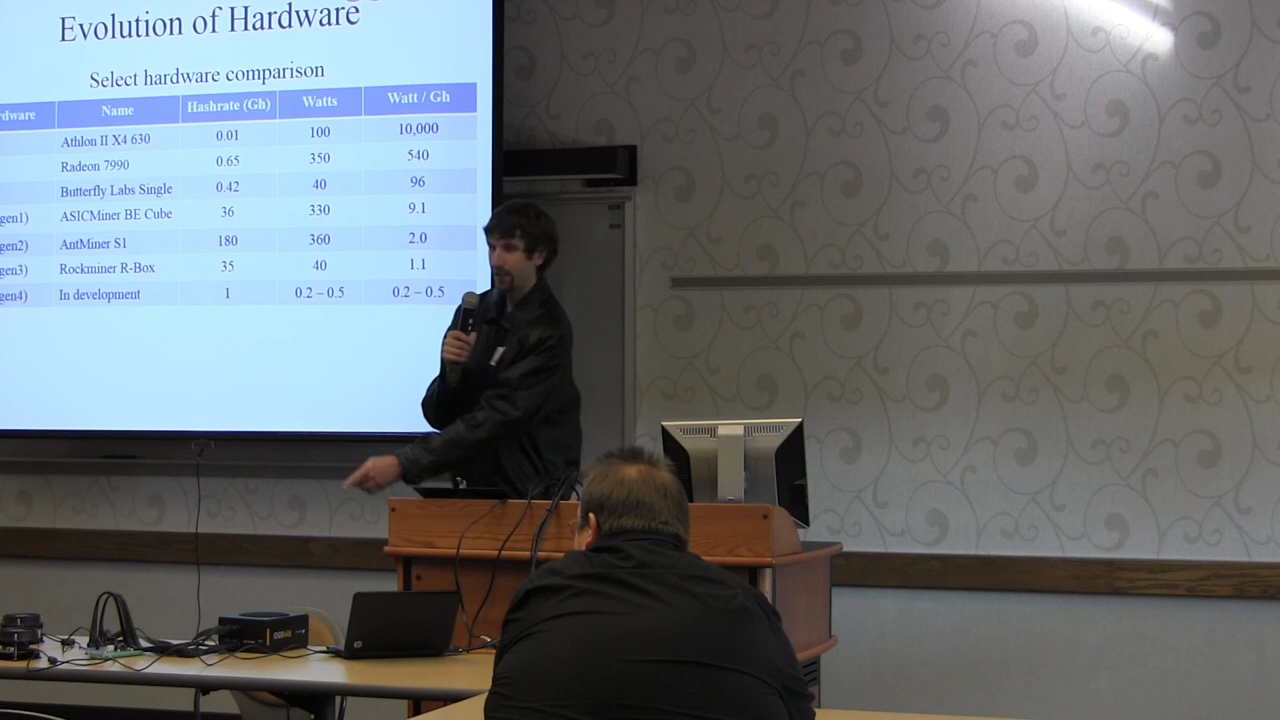 Evolution of Hardware
Select hardware comparison
rdware Name Hashrate (Gh) Watts Watt / Gh
Athlon II X4 630 0.01 100 10,000
Radeon 7990 0.65 350 540
Butterfly Labs Single 0.42 40 96
gen1) ASICMiner BE Cube 36 330 9.1
gen2) AntMiner S1 180 360 2.0
gen3) Rockminer R-Box 35 40 1.1
gen4) In development 1 0.2 – 0.5 0.2 – 0.5
hp